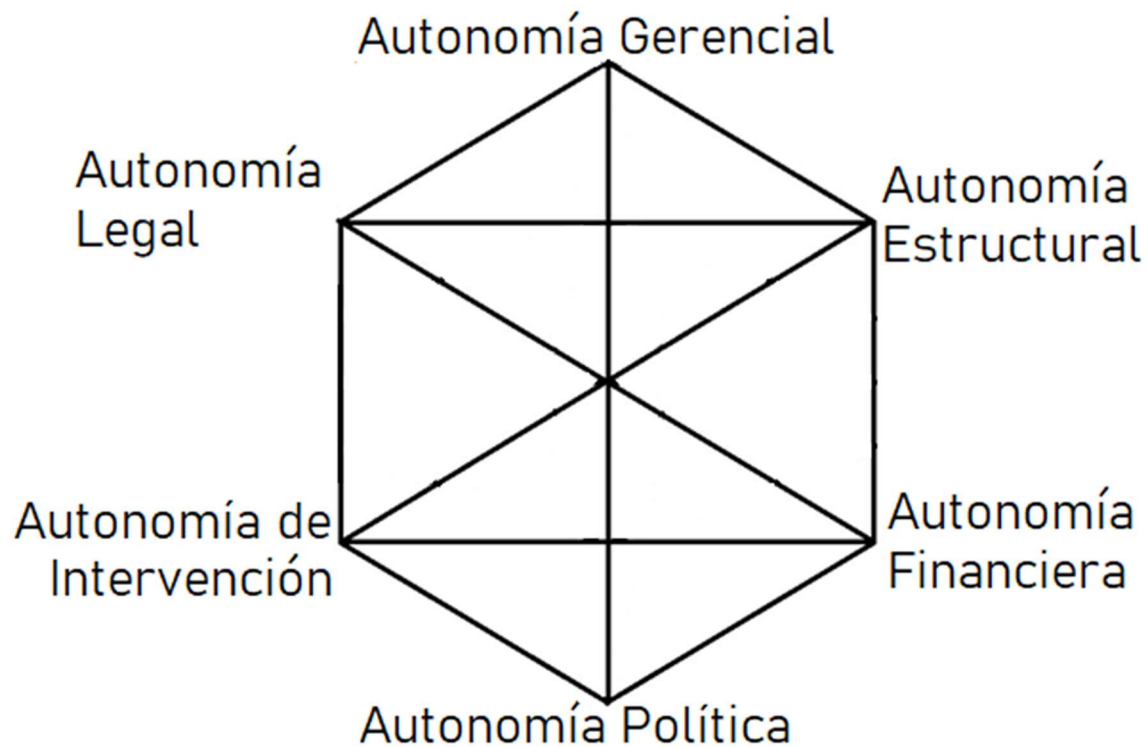 Autonomía Gerencial
Autonomía
Legal
Autonomía
Estructural
Autonomía de
Intervención
Autonomía
Financiera
Autonomía Política